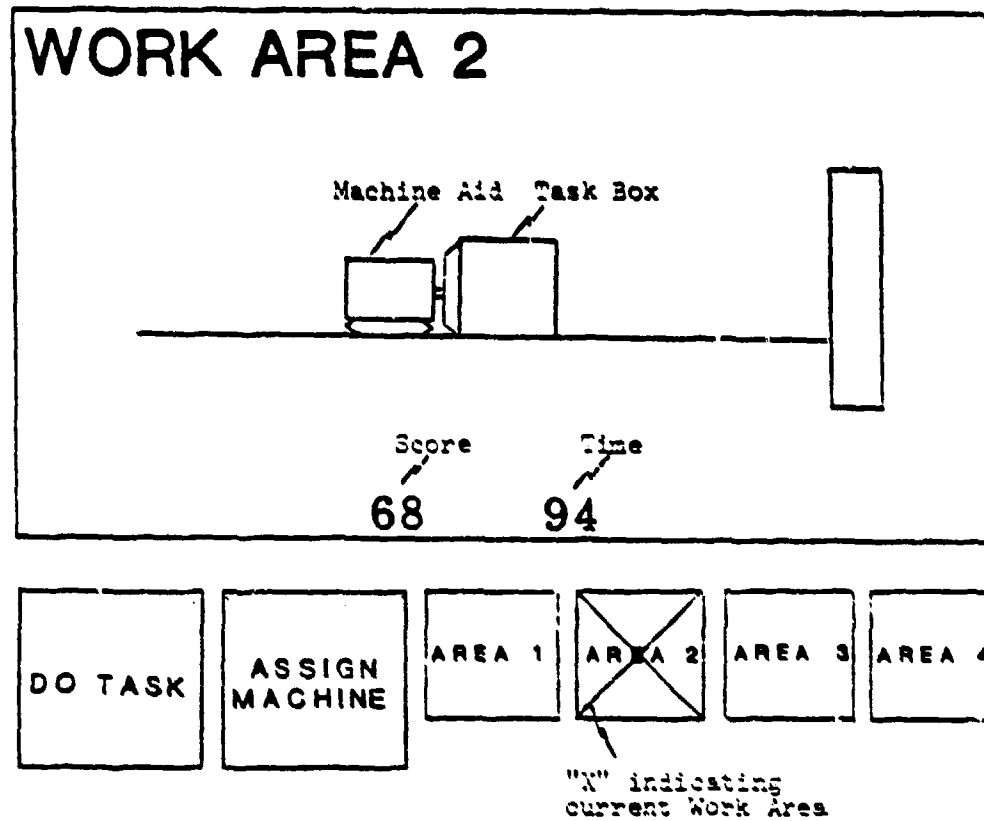 WORK AREA 2
Machine Aid Task Box
Score Time
68 94
DO TASK
ASSIGN
MACHINE
AREA 1
AREA 2
AREA 3
AREA 4
"X" indicating
current Work Area